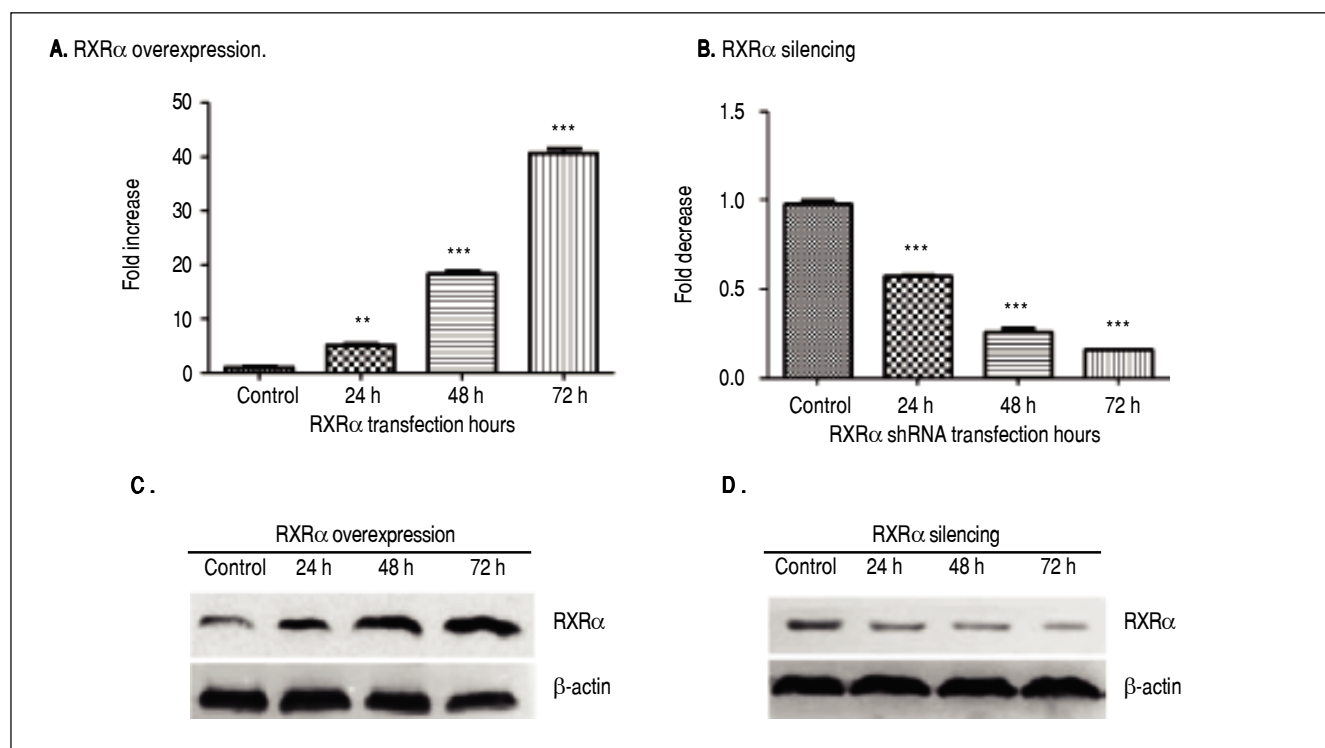 A. RXRα overexpression.
50
40
30
20
10
0
Fold increase
**
***
***
Control 24 h 48 h 72 h
RXRα transfection hours
B. RXRα silencing
1.5
1.0
0.5
0.0
Fold decrease
***
***
***
Control 24 h 48 h 72 h
RXRα shRNA transfection hours
C.
RXRα overexpression
Control 24 h 48 h 72 h
RXRα
β-actin
D.
RXRα silencing
Control 24 h 48 h 72 h
RXRα
β-actin